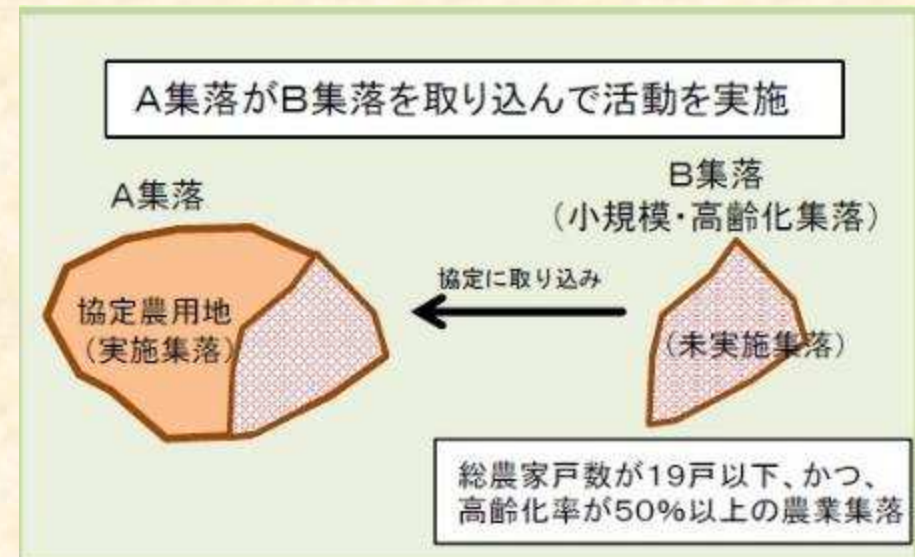 A集落がB集落を取り込んで活動を実施
A集落
B集落
(小規模・高齢化集落)
協定に取り込み
協定農用地
(実施集落)
(未実施集落)
総農家戸数が19戸以下、かつ、
高齢化率が50%以上の農業集落